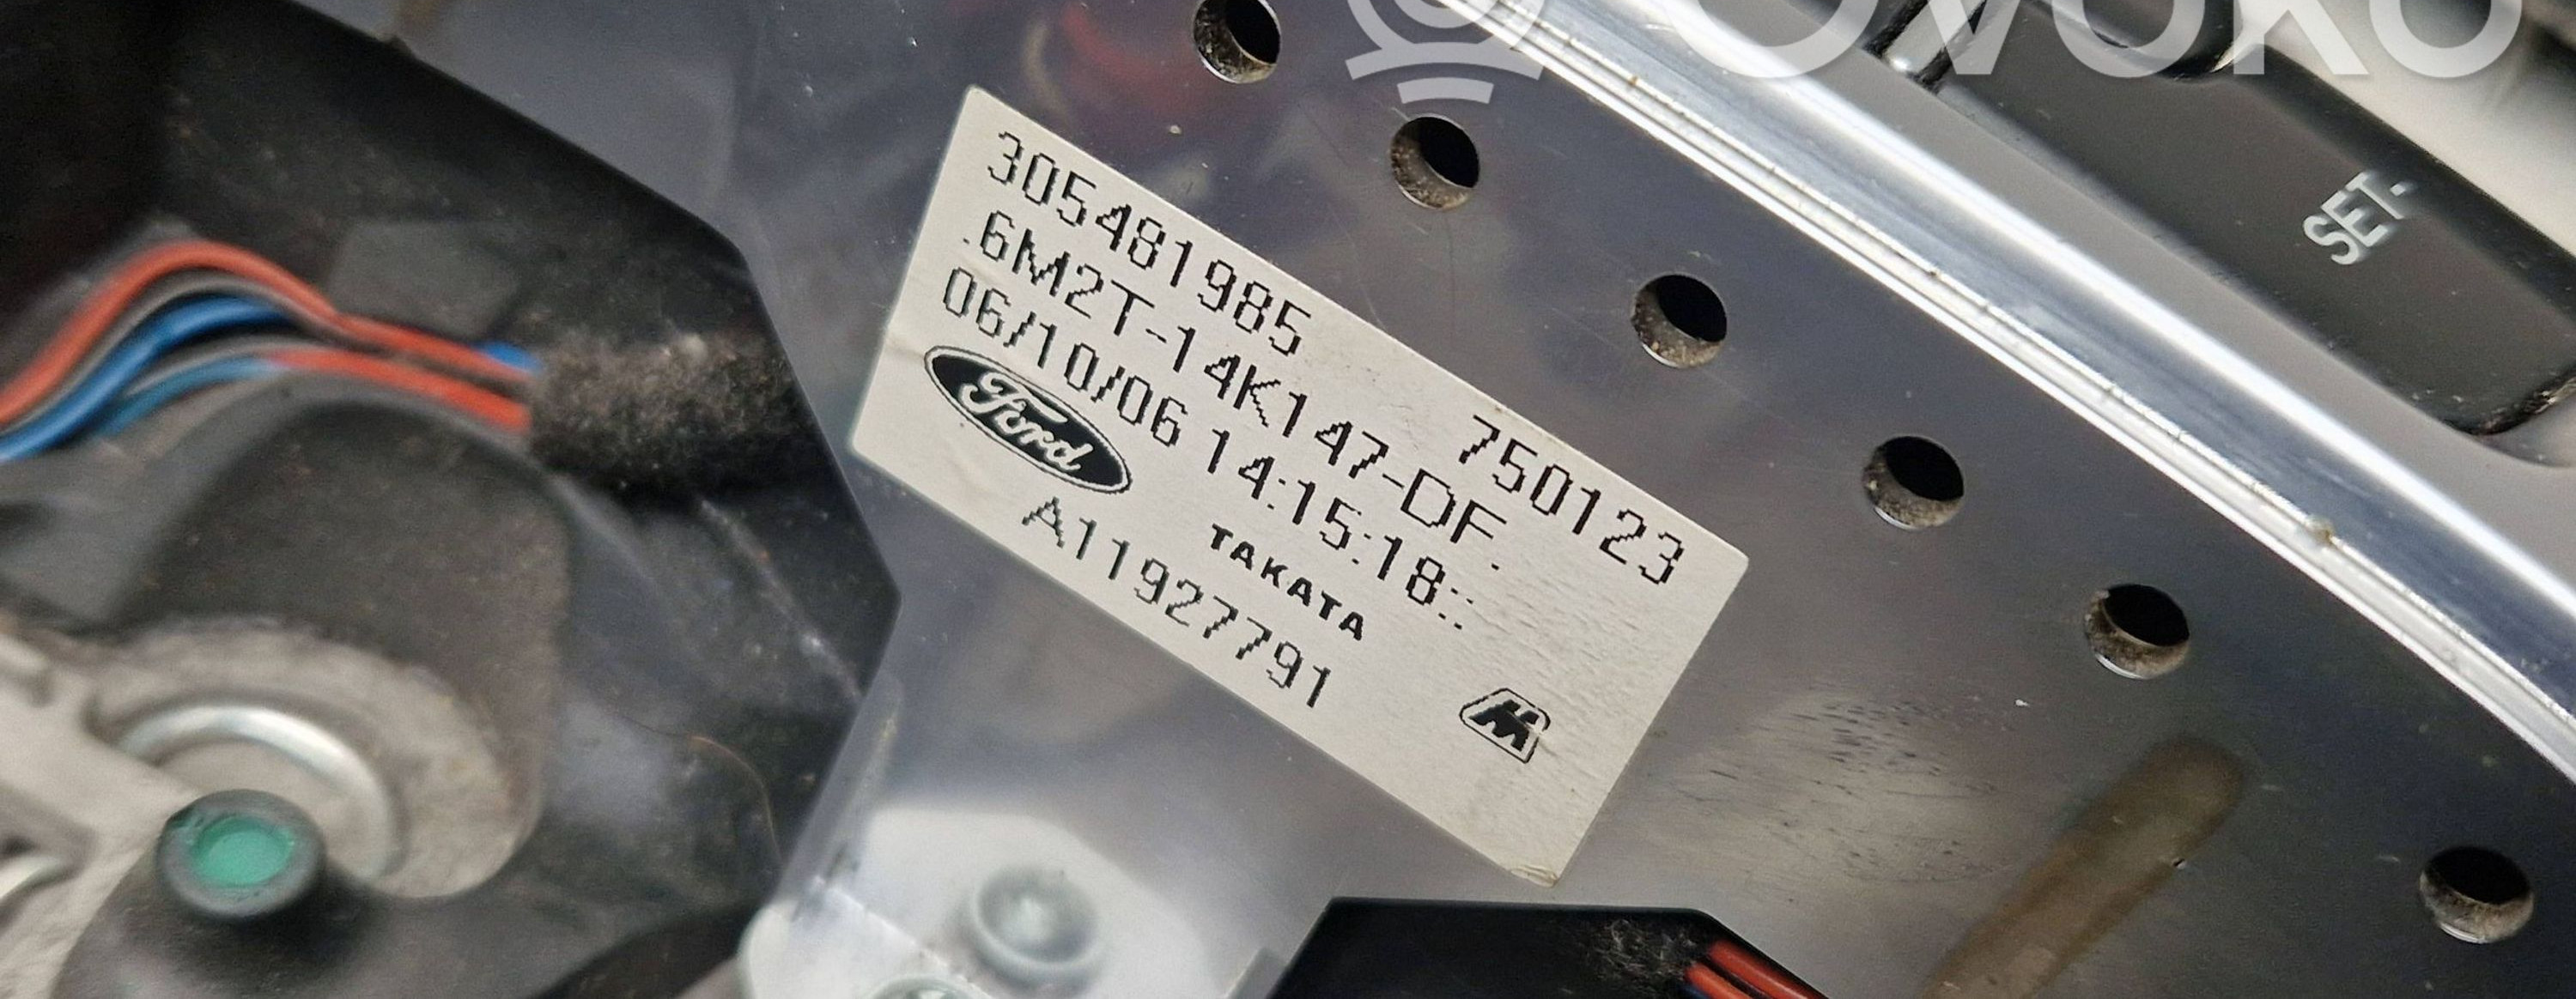 OVOKO
SET-
305481985 750123
.6M2T-14K147-DF.
06/10/06 14:15:18::
Ford
TAKATA
A11927791